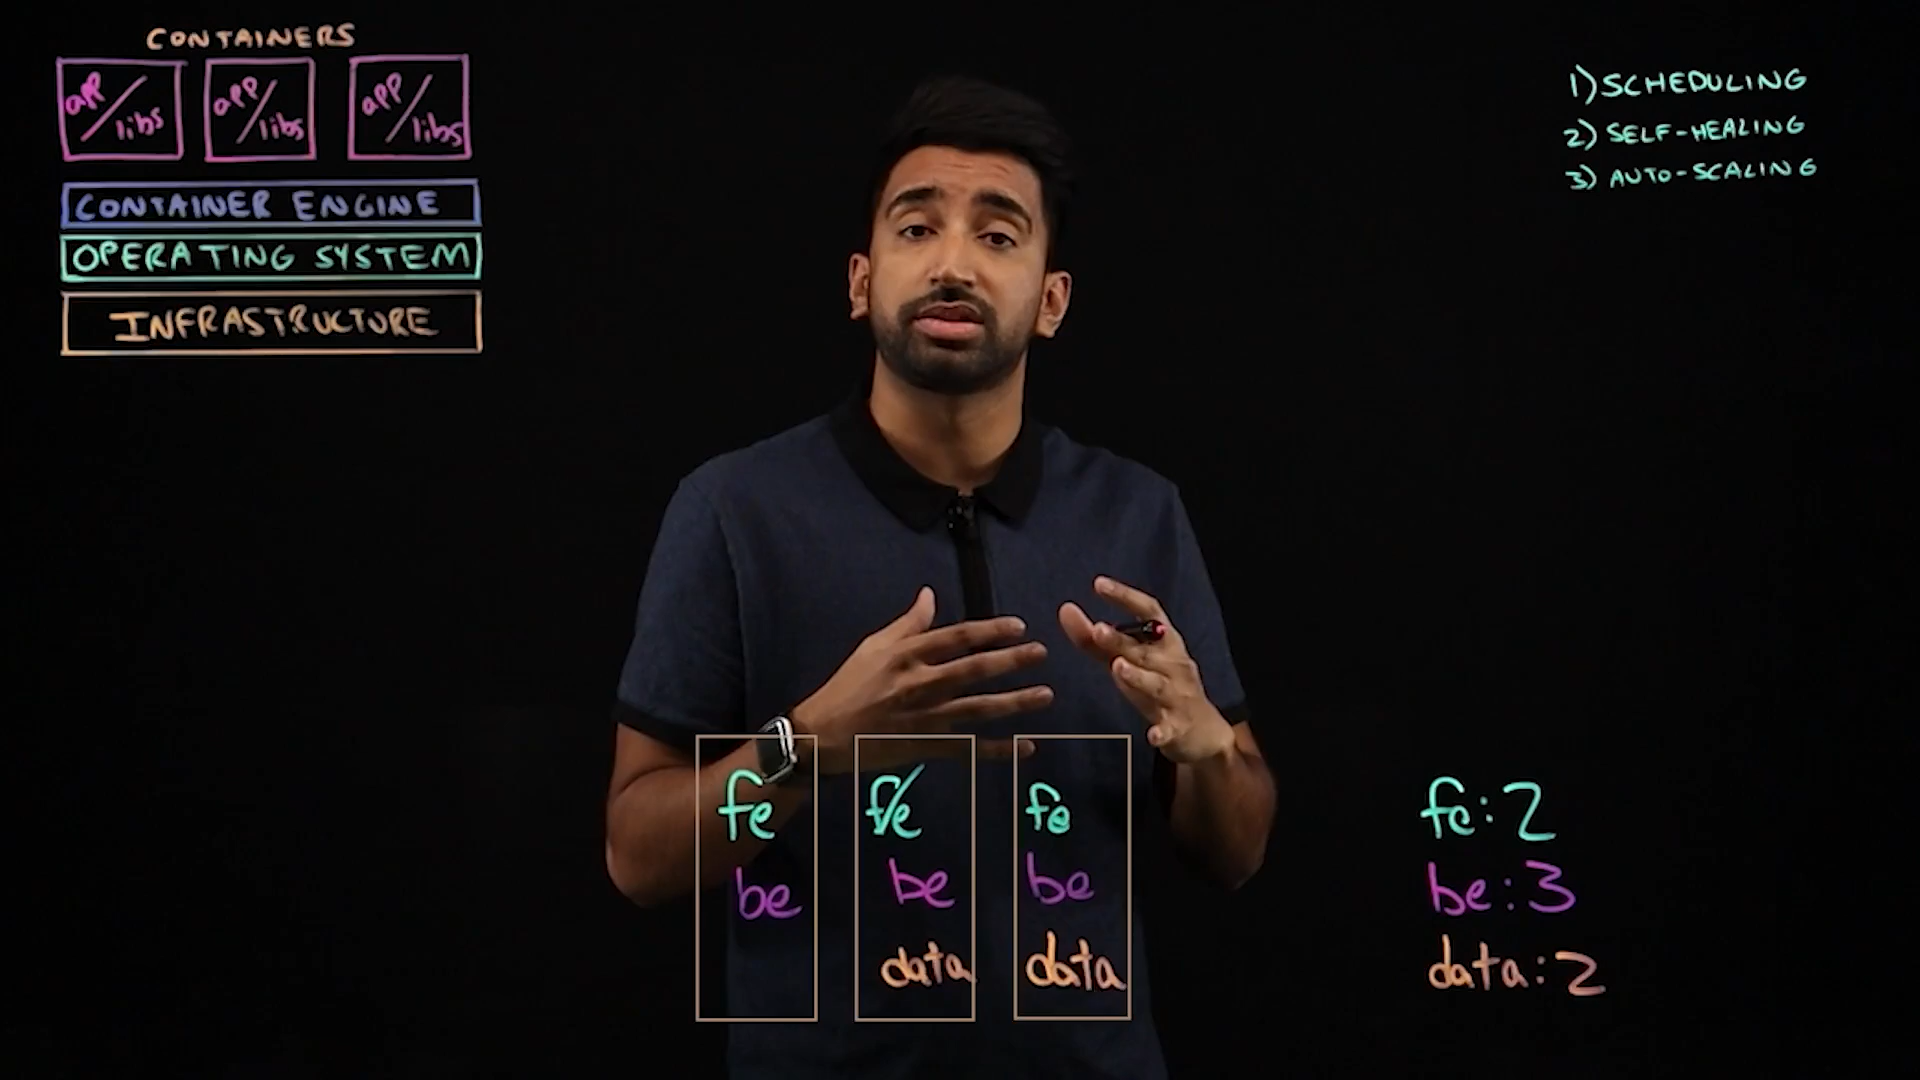 CONTAINERS
app/libs app/libs app/libs
CONTAINER ENGINE
OPERATING SYSTEM
INFRASTRUCTURE
1) SCHEDULING
2) SELF-HEALING
3) AUTO-SCALING
fe fe fe
be be be
data data
fe: 2
be: 3
data: 2